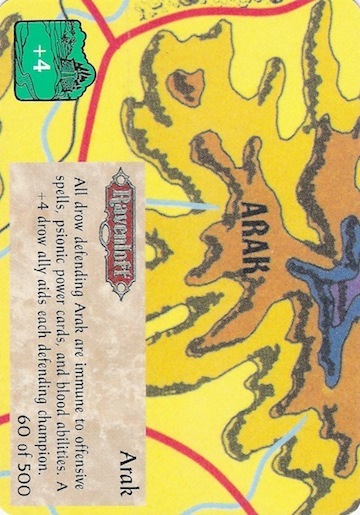 +4
ARAK
Ravenloft
Arak
All drow defending Arak are immune to offensive
spells, psionic power cards, and blood abilities. A
+4 drow ally aids each defending champion.
60 of 500